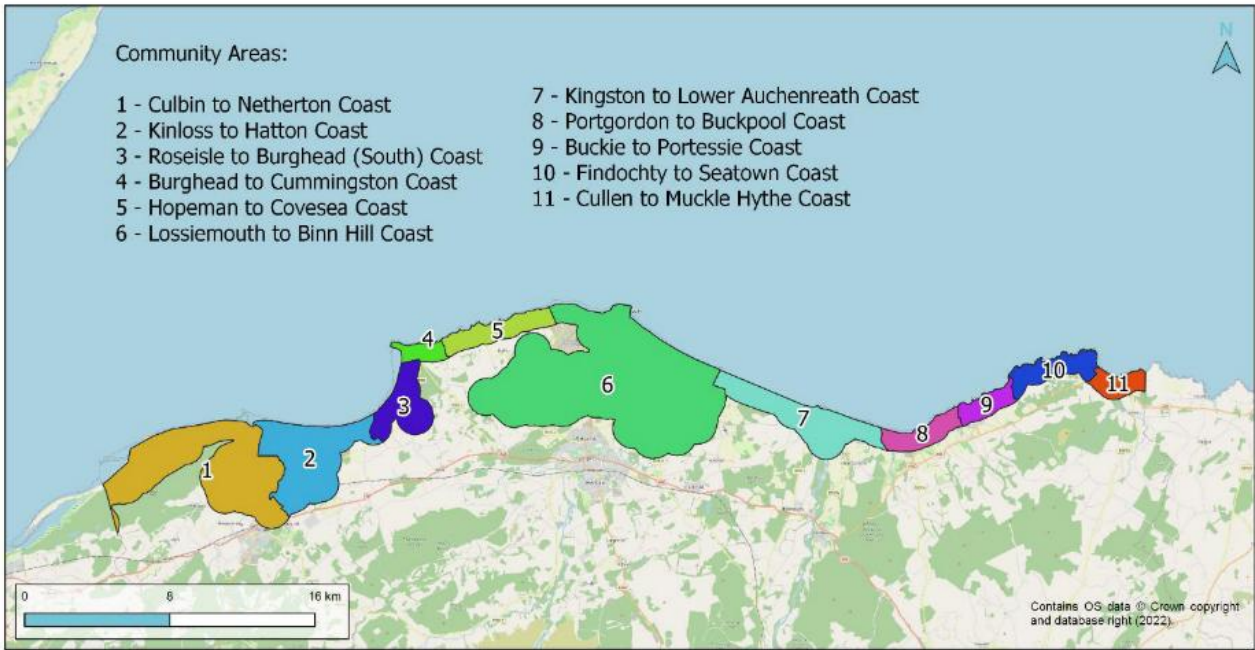 N
Community Areas:
1 - Culbin to Netherton Coast
2 - Kinloss to Hatton Coast
3 - Roseisle to Burghead (South) Coast
4 - Burghead to Cummingston Coast
5 - Hopeman to Covesea Coast
6 - Lossiemouth to Binn Hill Coast
7 - Kingston to Lower Auchenreath Coast
8 - Portgordon to Buckpool Coast
9 - Buckie to Portessie Coast
10 - Findochty to Seatown Coast
11 - Cullen to Muckle Hythe Coast
4
5
6
10
11
3
7
9
8
2
1
0
8
16 km
Contains OS data © Crown copyright
and database right (2022).